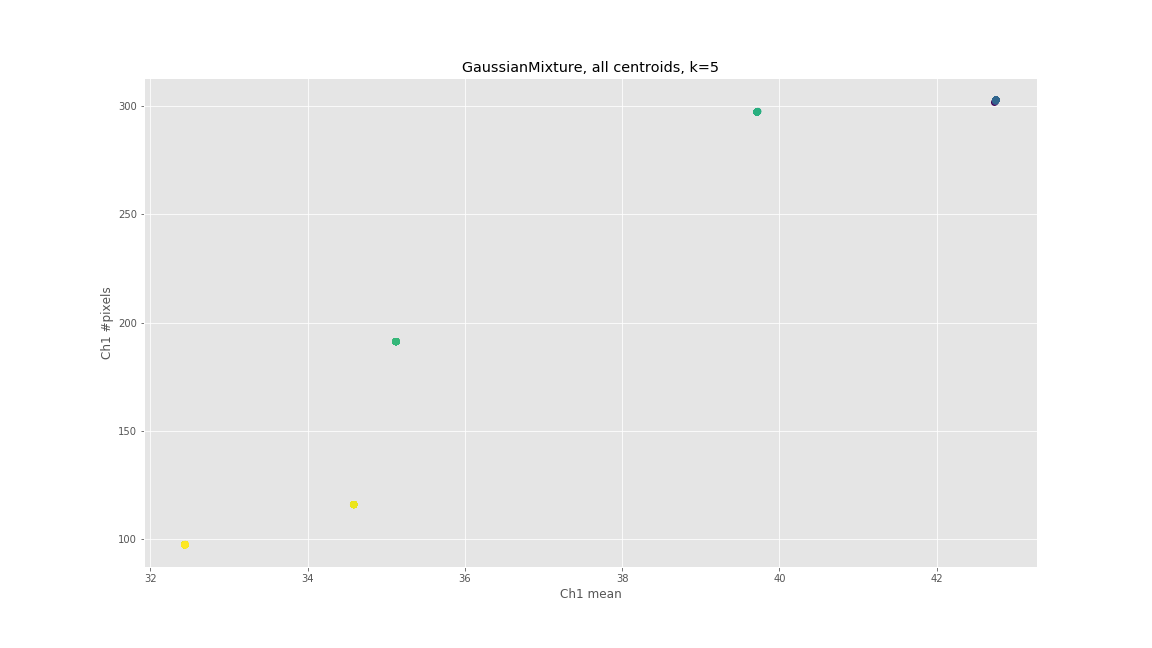 GaussianMixture, all centroids, k=5
300
250
200
150
100
Ch1 #pixels
32 34 36 38 40 42
Ch1 mean